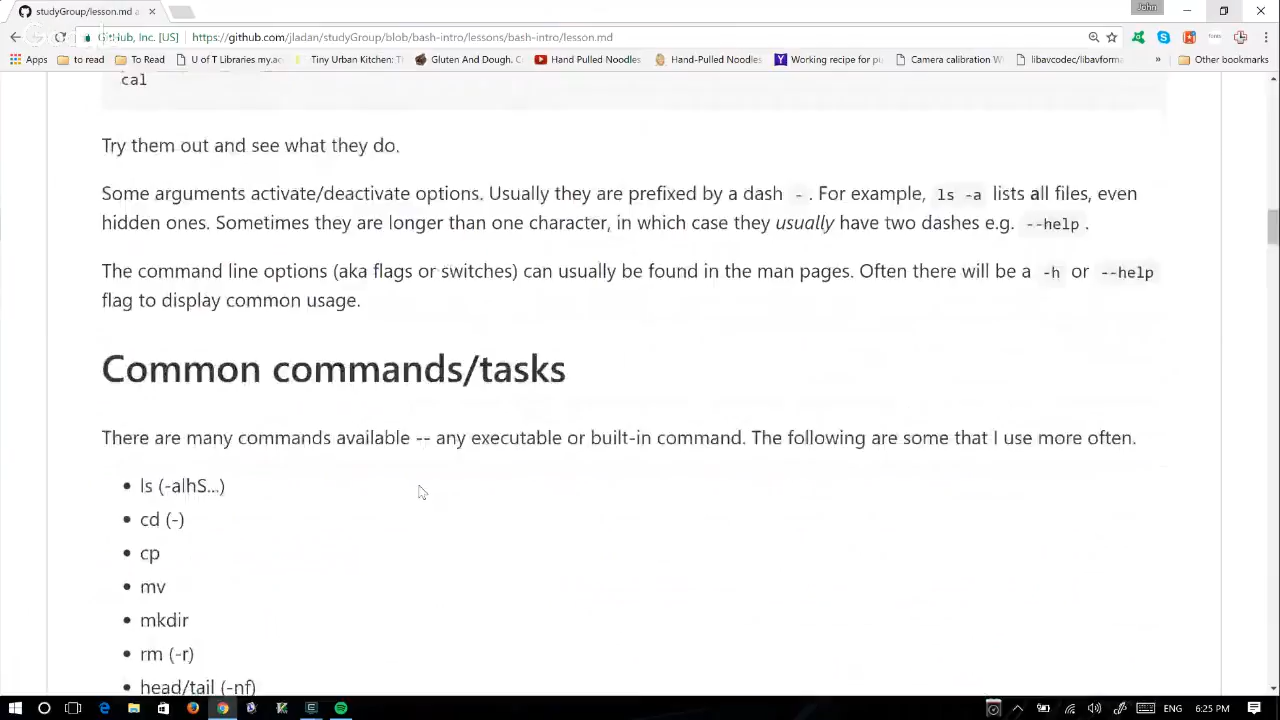 studyGroup/lesson.md a
John
GitHub, Inc. [US] https://github.com/jladan/studyGroup/blob/bash-intro/lessons/bash-intro/lesson.md
Apps To read U of T Libraries my.ac Tiny Urban Kitchen: T Gluten And Dough. C Hand Pulled Noodles Hand-Pulled Noodles Working recipe for pu Camera calibration W libavcodec/libavform » Other bookmarks
cal
Try them out and see what they do.
Some arguments activate/deactivate options. Usually they are prefixed by a dash - . For example, ls -a lists all files, even
hidden ones. Sometimes they are longer than one character, in which case they usually have two dashes e.g. --help .
The command line options (aka flags or switches) can usually be found in the man pages. Often there will be a -h or --help
flag to display common usage.
Common commands/tasks
There are many commands available -- any executable or built-in command. The following are some that I use more often.
• ls (-alhS...)
• cd (-)
• cp
• mv
• mkdir
• rm (-r)
• head/tail (-nf)
ENG 6:25 PM